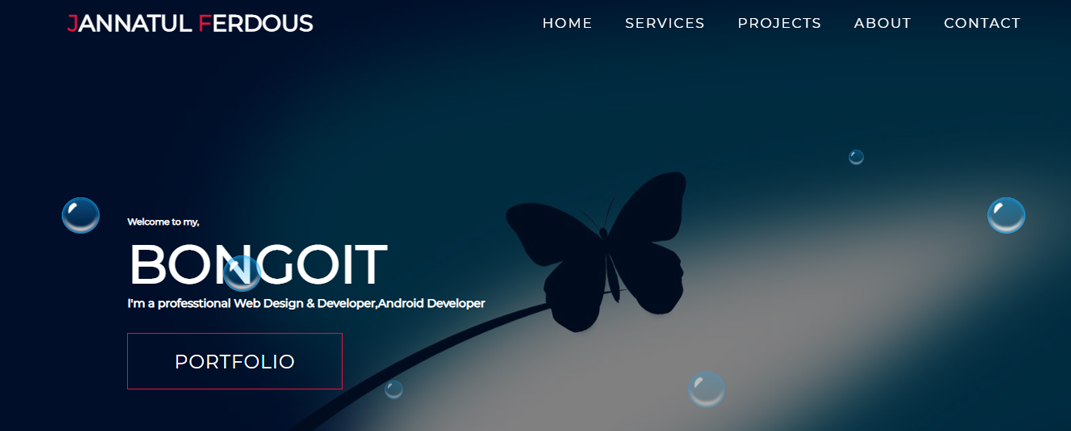 JANNATUL FERDOUS
HOME SERVICES PROJECTS ABOUT CONTACT
Welcome to my,
BONGOIT
I'm a professtional Web Design & Developer,Android Developer
PORTFOLIO